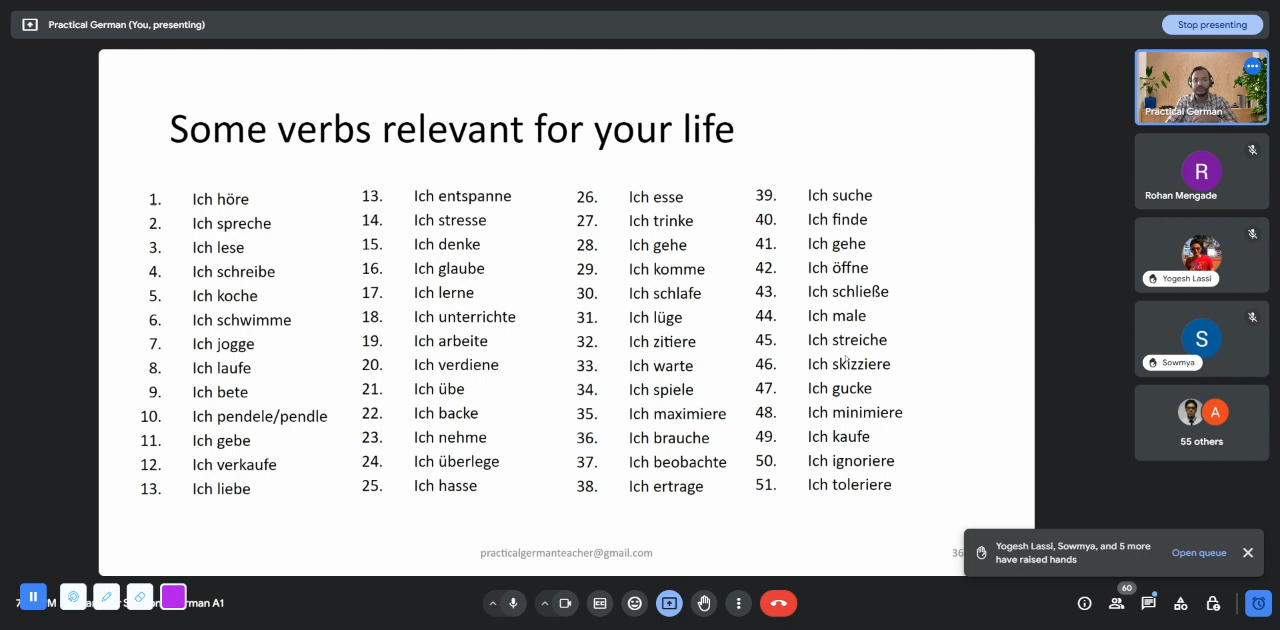 Practical German (You, presenting)
Stop presenting
Some verbs relevant for your life
1. Ich höre
2. Ich spreche
3. Ich lese
4. Ich schreibe
5. Ich koche
6. Ich schwimme
7. Ich jogge
8. Ich laufe
9. Ich bete
10. Ich pendele/pendle
11. Ich gebe
12. Ich verkaufe
13. Ich liebe
13. Ich entspanne
14. Ich stresse
15. Ich denke
16. Ich glaube
17. Ich lerne
18. Ich unterrichte
19. Ich arbeite
20. Ich verdiene
21. Ich übe
22. Ich backe
23. Ich nehme
24. Ich überlege
25. Ich hasse
26. Ich esse
27. Ich trinke
28. Ich gehe
29. Ich komme
30. Ich schlafe
31. Ich lüge
32. Ich zitiere
33. Ich warte
34. Ich spiele
35. Ich maximiere
36. Ich brauche
37. Ich beobachte
38. Ich ertrage
39. Ich suche
40. Ich finde
41. Ich gehe
42. Ich öffne
43. Ich schließe
44. Ich male
45. Ich streiche
46. Ich skizziere
47. Ich gucke
48. Ich minimiere
49. Ich kaufe
50. Ich ignoriere
51. Ich toleriere
practicalgermanteacher@gmail.com
36
Practical German
R
Rohan Mengade
Yogesh Lassi
S
Sowmya
A
55 others
Yogesh Lassi, Sowmya, and 5 more
have raised hands
Open queue
60
rman A1